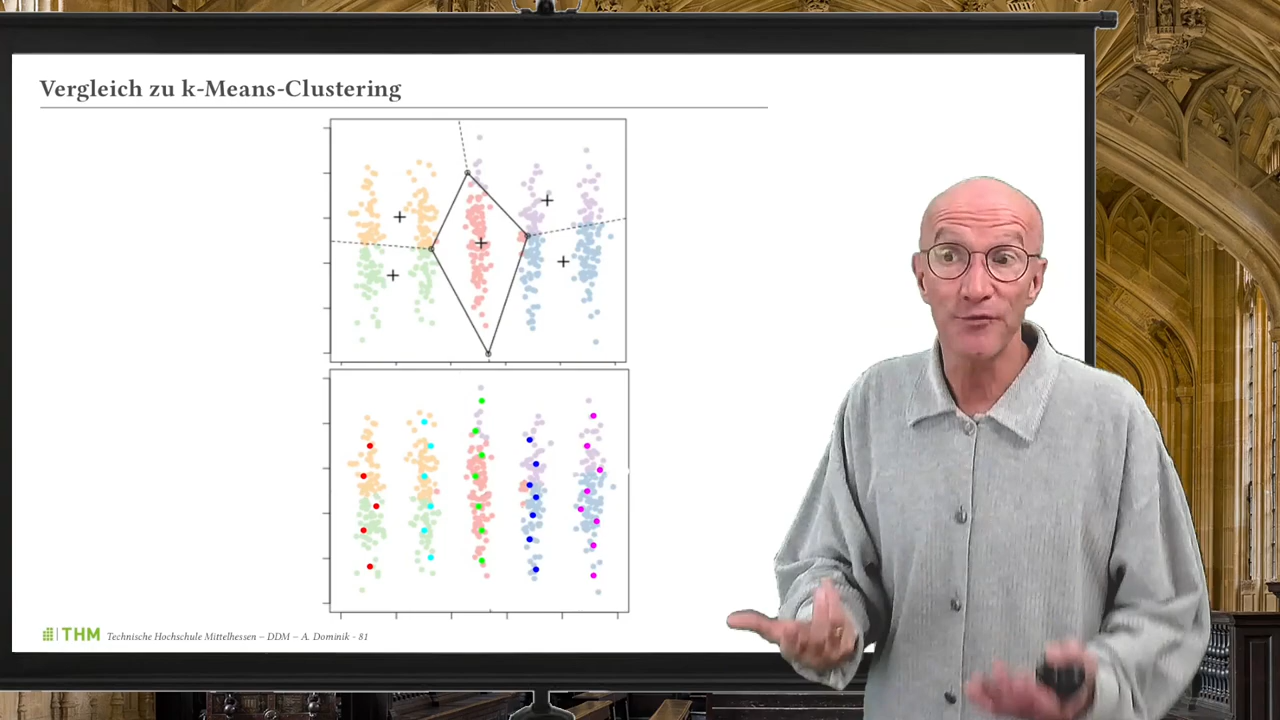 Vergleich zu k-Means-Clustering
THM Technische Hochschule Mittelhessen – DDM – A. Dominik - 81